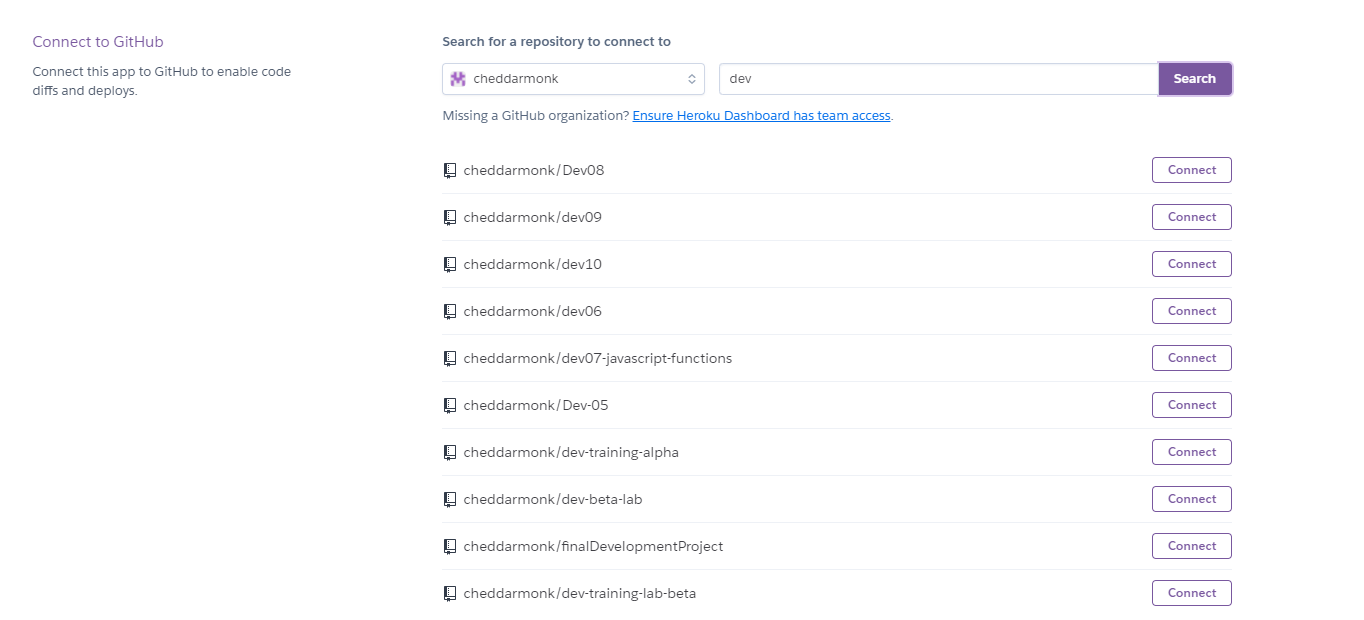 Connect to GitHub
Connect this app to GitHub to enable code
diffs and deploys.
Search for a repository to connect to
cheddarmonk
dev
Search
Missing a GitHub organization? Ensure Heroku Dashboard has team access.
cheddarmonk/Dev08 Connect
cheddarmonk/dev09 Connect
cheddarmonk/dev10 Connect
cheddarmonk/dev06 Connect
cheddarmonk/dev07-javascript-functions Connect
cheddarmonk/Dev-05 Connect
cheddarmonk/dev-training-alpha Connect
cheddarmonk/dev-beta-lab Connect
cheddarmonk/finalDevelopmentProject Connect
cheddarmonk/dev-training-lab-beta Connect